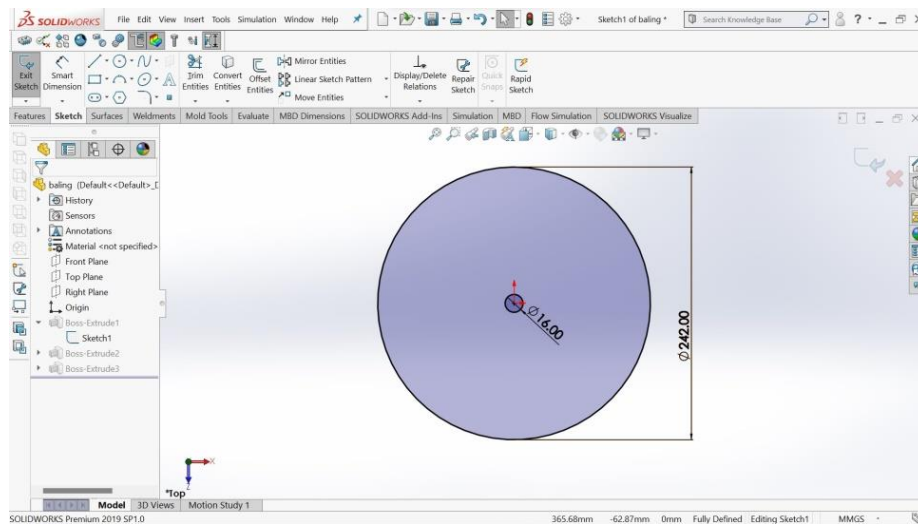 SOLIDWORKS File Edit View Insert Tools Simulation Window Help Sketch1 of baling * Search Knowledge Base ?
Exit Sketch Smart Dimension Trim Entities Convert Entities Offset Entities Mirror Entities Linear Sketch Pattern Move Entities Display/Delete Relations Repair Sketch Quick Snaps Rapid Sketch
Features Sketch Surfaces Weldments Mold Tools Evaluate MBD Dimensions SOLIDWORKS Add-Ins Simulation MBD Flow Simulation SOLIDWORKS Visualize
baling (Default<<Default>_D
History
Sensors
Annotations
Material <not specified>
Front Plane
Top Plane
Right Plane
Origin
Boss-Extrude1
Sketch1
Boss-Extrude2
Boss-Extrude3
Ø16.00
Ø242.00
X
Z
*Top
Model 3D Views Motion Study 1
SOLIDWORKS Premium 2019 SP1.0 365.68mm -62.87mm 0mm Fully Defined Editing Sketch1 MMGS